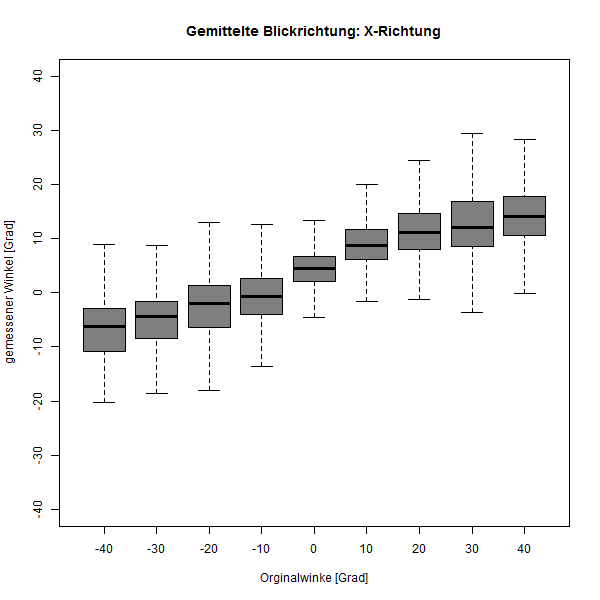 Gemittelte Blickrichtung: X-Richtung
gemessener Winkel [Grad]
40
30
20
10
0
-10
-20
-30
-40
-40 -30 -20 -10 0 10 20 30 40
Orginalwinke [Grad]